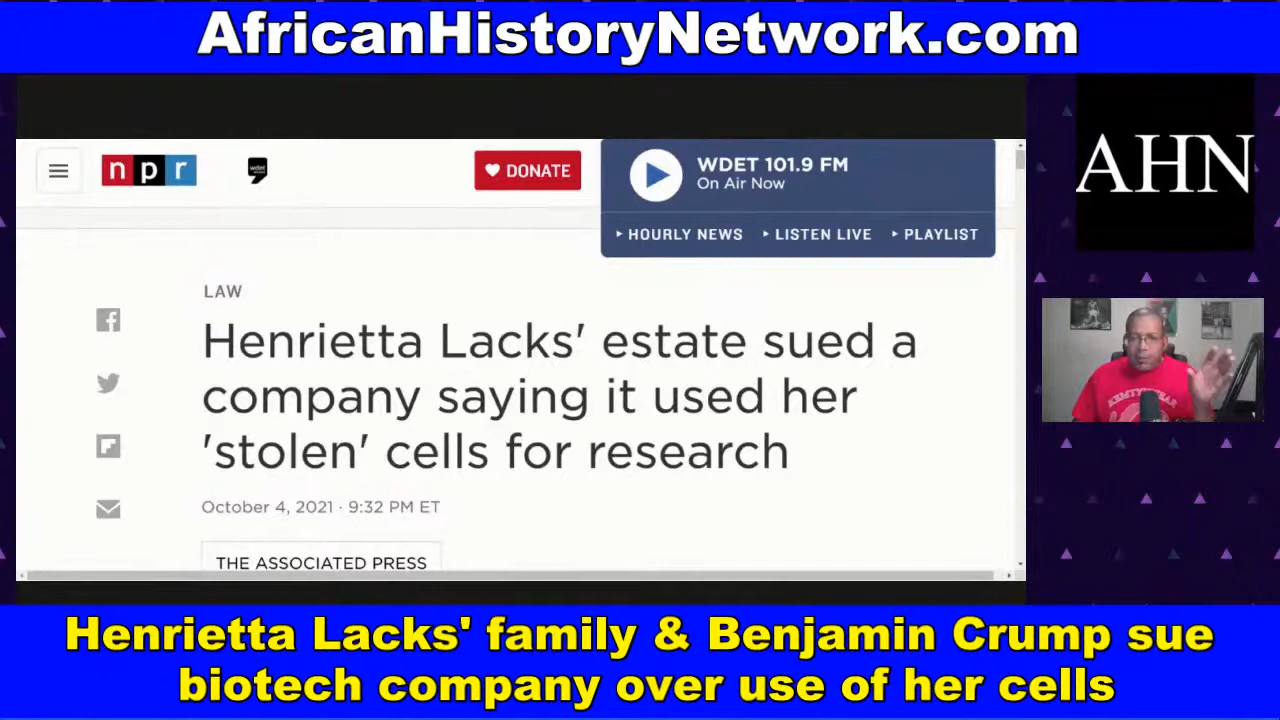 AfricanHistoryNetwork.com
npr
DONATE
WDET 101.9 FM
On Air Now
HOURLY NEWS
LISTEN LIVE
PLAYLIST
AHN
LAW
Henrietta Lacks' estate sued a
company saying it used her
'stolen' cells for research
October 4, 2021 · 9:32 PM ET
THE ASSOCIATED PRESS
Henrietta Lacks' family & Benjamin Crump sue
biotech company over use of her cells